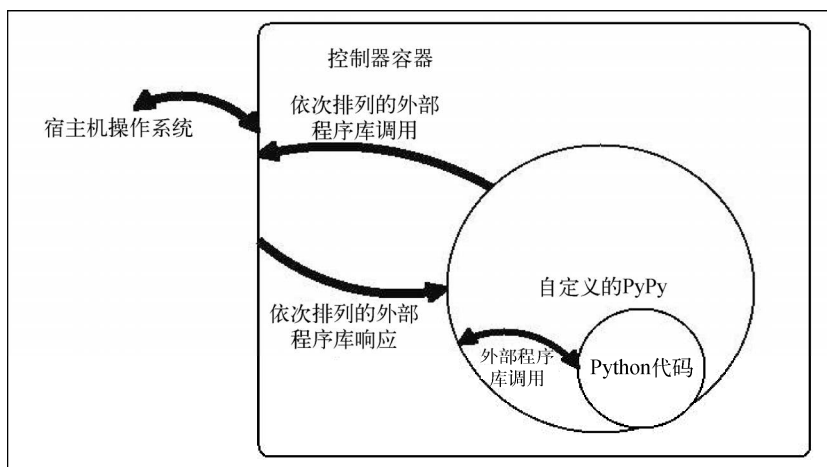 控制器容器
依次排列的外部
程序库调用
宿主机操作系统
自定义的PyPy
依次排列的外部
程序库响应
外部程序
库调用
Python代码